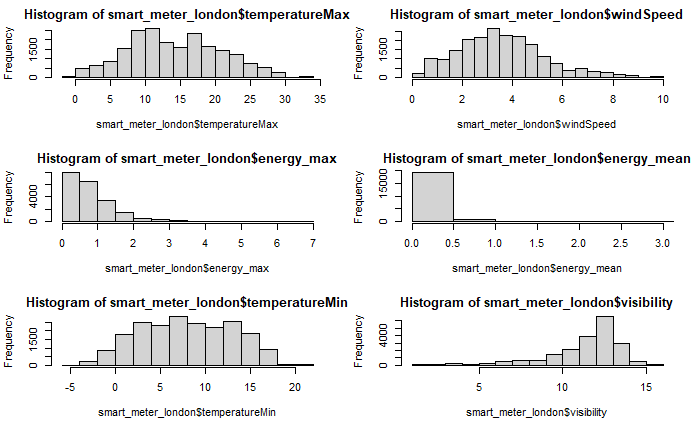 Histogram of smart_meter_london$temperatureMax
Frequency
0 1500
0 5 10 15 20 25 30 35
smart_meter_london$temperatureMax
Histogram of smart_meter_london$windSpeed
Frequency
0 1500
0 2 4 6 8 10
smart_meter_london$windSpeed
Histogram of smart_meter_london$energy_max
Frequency
0 4000
0 1 2 3 4 5 6 7
smart_meter_london$energy_max
Histogram of smart_meter_london$energy_mean
Frequency
0 15000
0.0 0.5 1.0 1.5 2.0 2.5 3.0
smart_meter_london$energy_mean
Histogram of smart_meter_london$temperatureMin
Frequency
0 1500
-5 0 5 10 15 20
smart_meter_london$temperatureMin
Histogram of smart_meter_london$visibility
Frequency
0 4000
5 10 15
smart_meter_london$visibility